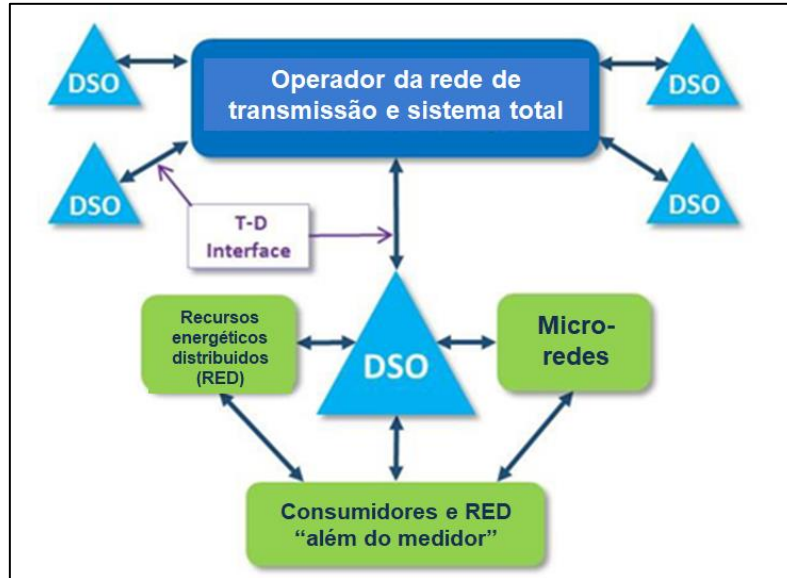 DSO
Operador da rede de
transmissão e sistema total
DSO
DSO
DSO
T-D
Interface
Recursos
energéticos
distribuidos
(RED)
DSO
Micro-
redes
Consumidores e RED
“além do medidor”